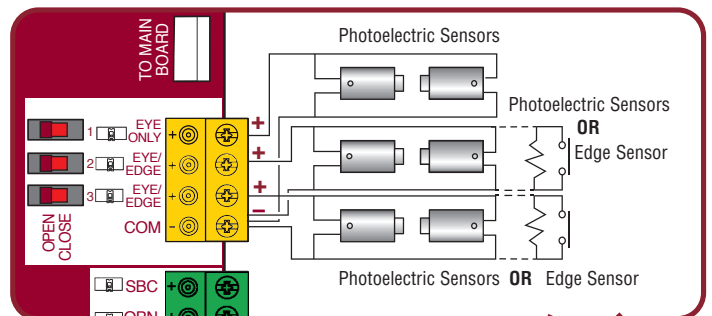 TO MAIN
BOARD
Photoelectric Sensors
Photoelectric Sensors
OR
Edge Sensor
1 EYE
ONLY + +
2 EYE/
EDGE + +
3 EYE/
EDGE + +
COM - −
OPEN
CLOSE
Photoelectric Sensors OR Edge Sensor
SBC +
OPN